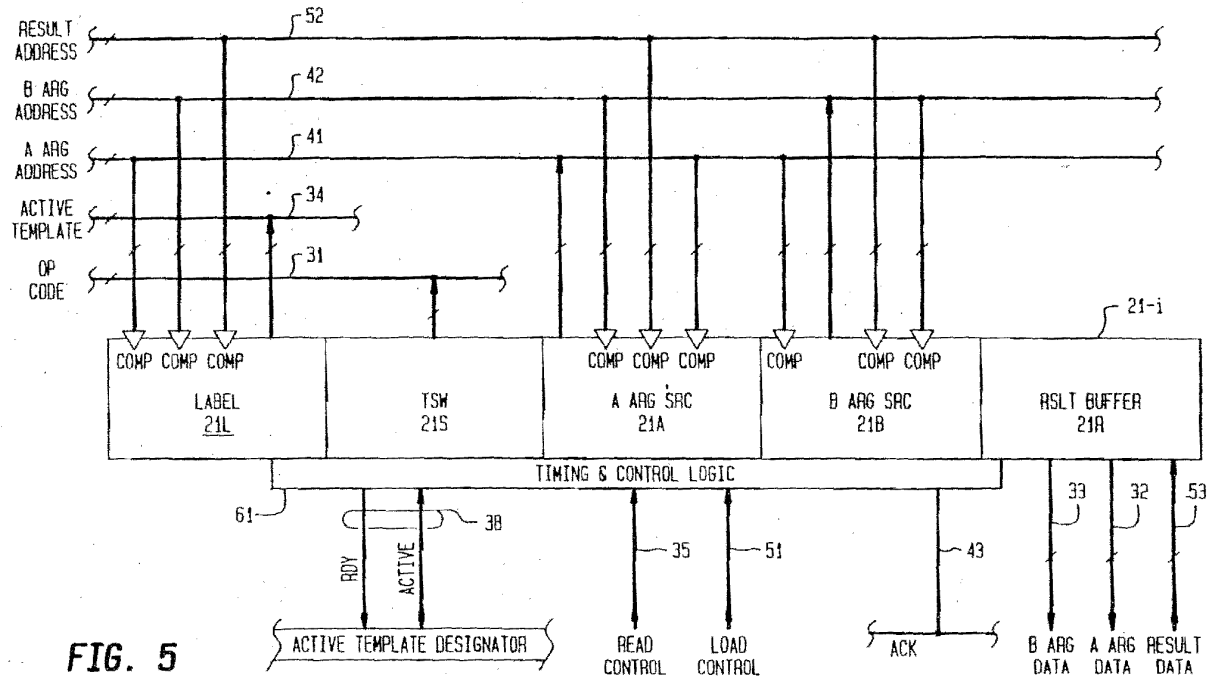 RESULT
ADDRESS
52
B ARG
ADDRESS
42
A ARG
ADDRESS
41
ACTIVE
TEMPLATE
34
OP
CODE
31
21-i
COMP COMP COMP
COMP COMP COMP
COMP COMP COMP
LABEL
21L
TSW
21S
A ARG SRC
21A
B ARG SRC
21B
RSLT BUFFER
21R
TIMING & CONTROL LOGIC
61
38
35
51
43
33
32
53
RDY
ACTIVE
ACTIVE TEMPLATE DESIGNATOR
READ
CONTROL
LOAD
CONTROL
ACK
B ARG
DATA
A ARG
DATA
RESULT
DATA
FIG. 5